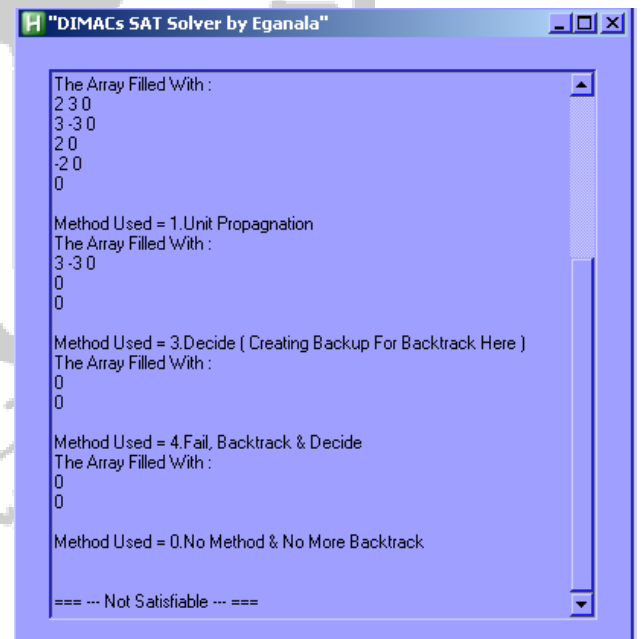 "DIMACs SAT Solver by Eganala"
The Array Filled With :
2 3 0
3 -3 0
2 0
-2 0
0
Method Used = 1.Unit Propagnation
The Array Filled With :
3 -3 0
0
0
Method Used = 3.Decide ( Creating Backup For Backtrack Here )
The Array Filled With :
0
0
Method Used = 4.Fail, Backtrack & Decide
The Array Filled With :
0
0
Method Used = 0.No Method & No More Backtrack
=== --- Not Satisfiable --- ===